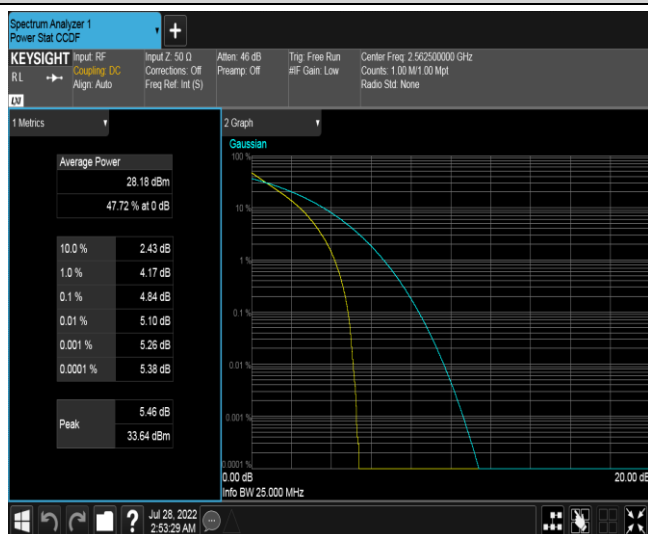 Spectrum Analyzer 1
Power Stat CCDF
+
KEYSIGHT
RL
LXI
Input: RF
Coupling: DC
Align: Auto
Input Z: 50 Ω
Corrections: Off
Freq Ref: Int (S)
Atten: 46 dB
Preamp: Off
Trig: Free Run
#IF Gain: Low
Center Freq: 2.562500000 GHz
Counts: 1.00 M/1.00 Mpt
Radio Std: None
1 Metrics
Average Power
28.18 dBm
47.72 % at 0 dB
10.0 % 2.43 dB
1.0 % 4.17 dB
0.1 % 4.84 dB
0.01 % 5.10 dB
0.001 % 5.26 dB
0.0001 % 5.38 dB
Peak
5.46 dB
33.64 dBm
2 Graph
Gaussian
100 %
10 %
1 %
0.1 %
0.01 %
0.001 %
0.0001 %
0.00 dB 20.00 dB
Info BW 25.000 MHz
?
Jul 28, 2022
2:53:29 AM